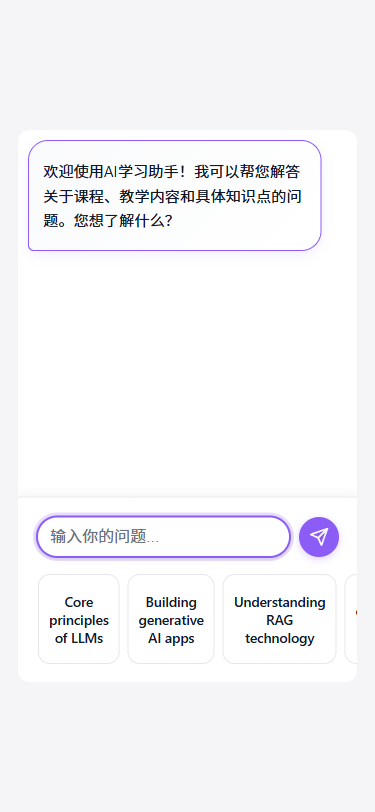 欢迎使用AI学习助手！我可以帮您解答
关于课程、教学内容和具体知识点的问
题。您想了解什么？
输入你的问题...
Core
principles
of LLMs
Building
generative
AI apps
Understanding
RAG
technology